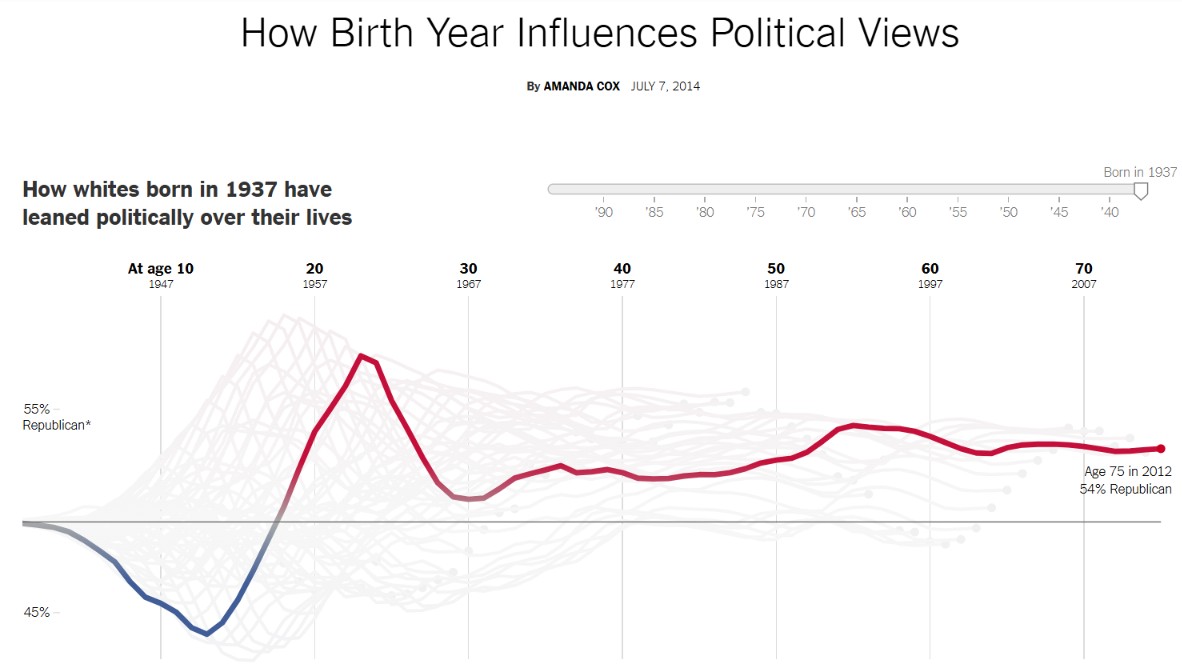 How Birth Year Influences Political Views
By AMANDA COX JULY 7, 2014
How whites born in 1937 have
leaned politically over their lives
Born in 1937
'90 '85 '80 '75 '70 '65 '60 '55 '50 '45 '40
At age 10 20 30 40 50 60 70
1947 1957 1967 1977 1987 1997 2007
55%
Republican*
Age 75 in 2012
54% Republican
45%